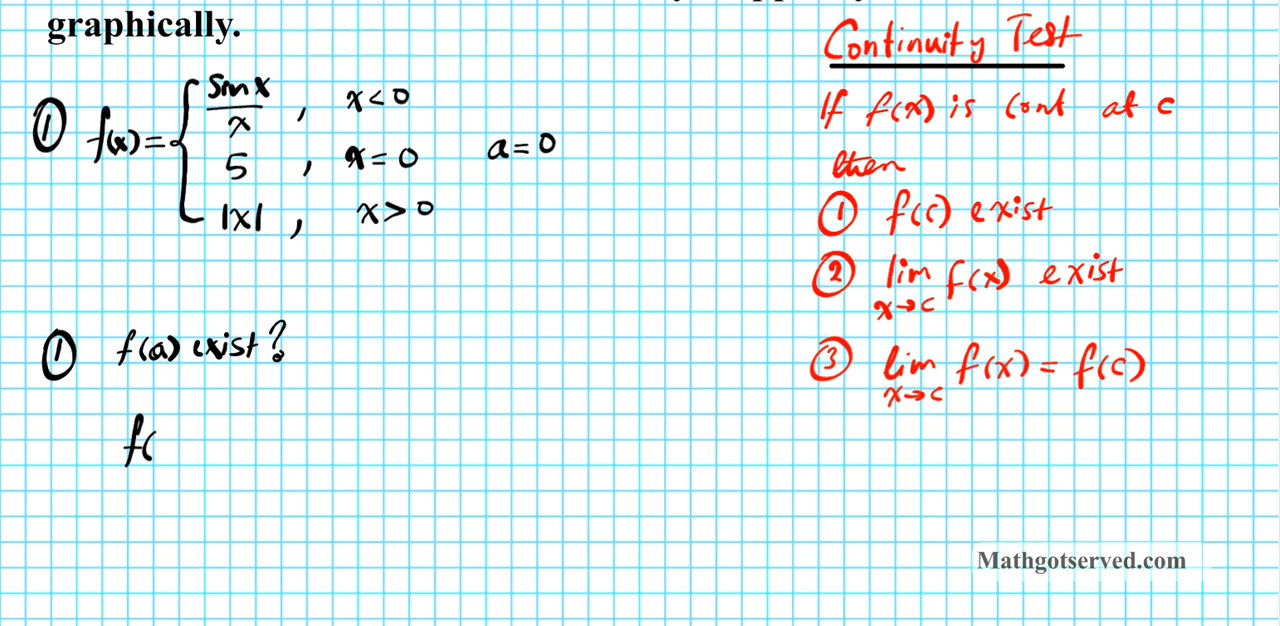 graphically.
① f(x) = { sin x / x , x < 0
5 , x = 0 a = 0
|x| , x > 0
① f(a) exist?
f(
Continuity Test
If f(x) is cont at c
then
① f(c) exist
② lim x→c f(x) exist
③ lim x→c f(x) = f(c)
Mathgotserved.com